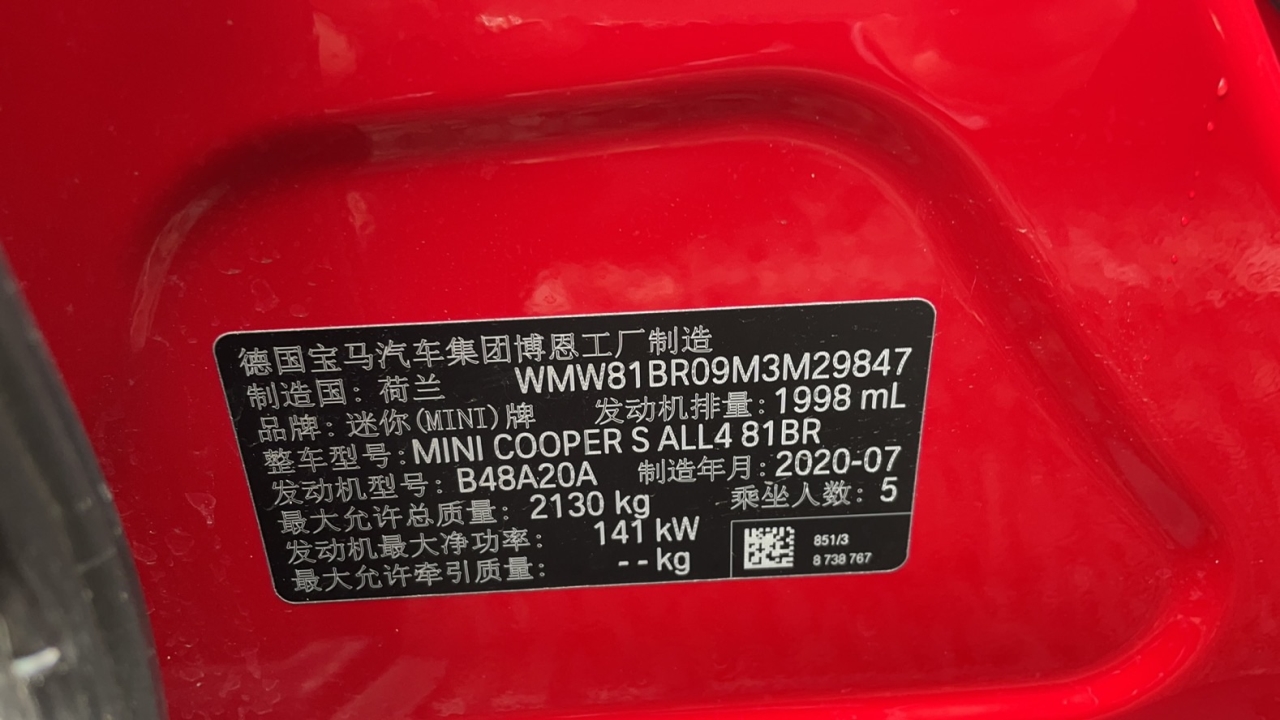 德国宝马汽车集团博恩工厂制造
制造国: 荷兰 WMW81BR09M3M29847
品牌: 迷你(MINI)牌 发动机排量: 1998 mL
整车型号: MINI COOPER S ALL4 81BR
发动机型号: B48A20A 制造年月: 2020-07
最大允许总质量: 2130 kg 乘坐人数: 5
发动机最大净功率: 141 kW
最大允许牵引质量: -- kg
851/3
8 738 767